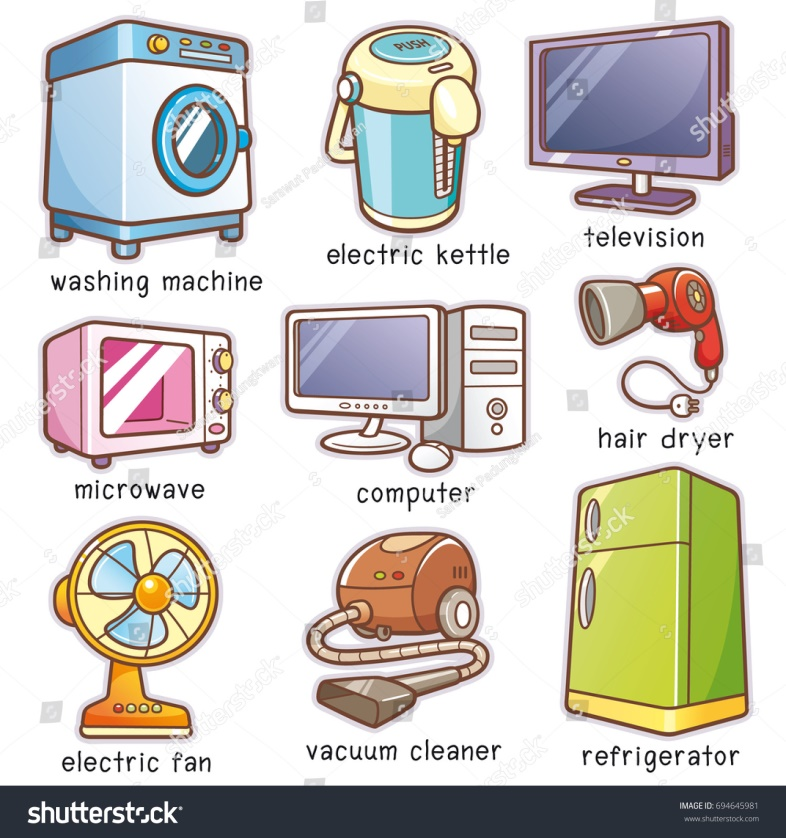 PUSH
washing machine
electric kettle
television
microwave
computer
hair dryer
electric fan
vacuum cleaner
refrigerator
shutterstock
IMAGE ID: 694645981
www.shutterstock.com